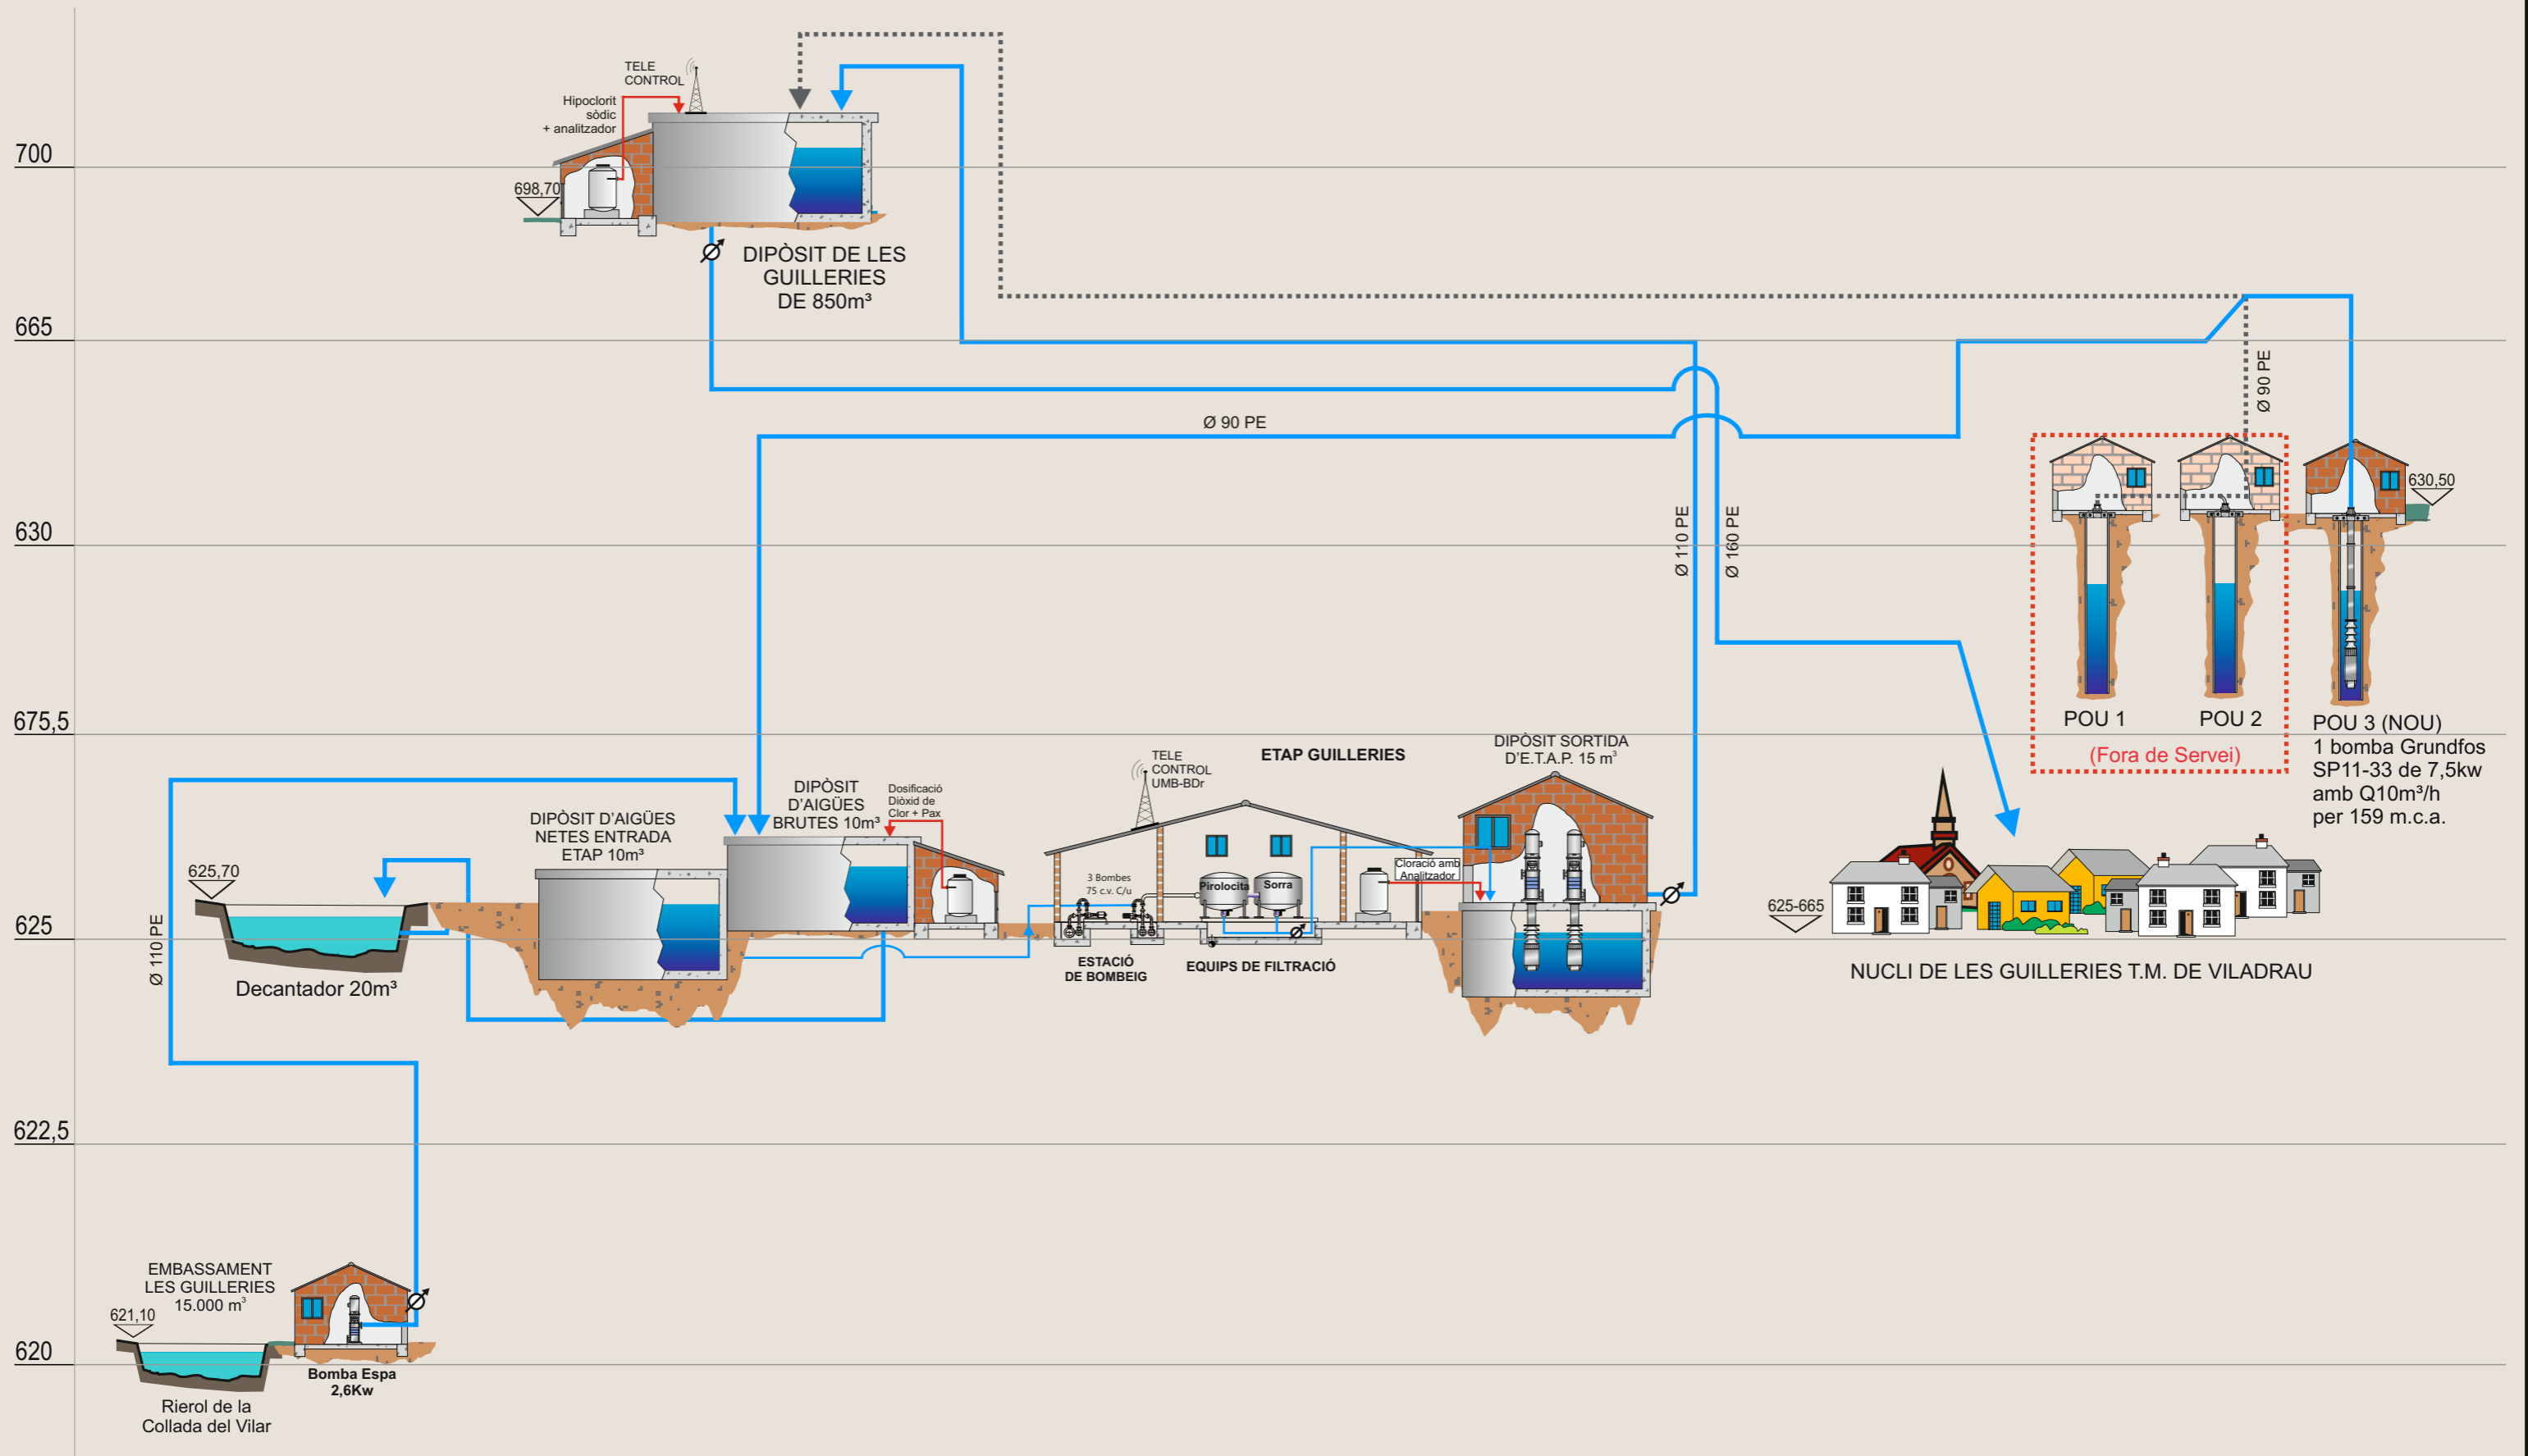 TELE
CONTROL
Hipoclorit
sòdic
+ analitzador
700
698,70
DIPÒSIT DE LES
GUILLERIES
DE 850m³
665
Ø 90 PE
Ø 90 PE
630,50
630
Ø 110 PE
Ø 160 PE
675,5
POU 1
POU 2
(Fora de Servei)
POU 3 (NOU)
1 bomba Grundfos
SP11-33 de 7,5kw
amb Q10m³/h
per 159 m.c.a.
DIPÒSIT SORTIDA
D'E.T.A.P. 15 m³
ETAP GUILLERIES
TELE
CONTROL
UMB-BDr
DIPÒSIT
D'AIGÜES
BRUTES 10m³
Dosificació
Diòxid de
Clor + Pax
DIPÒSIT D'AIGÜES
NETES ENTRADA
ETAP 10m³
625,70
3 Bombes
75 c.v. C/u
Pirolocita
Sorra
Cloració amb
Analitzador
625-665
625
Ø 110 PE
Decantador 20m³
ESTACIÓ
DE BOMBEIG
EQUIPS DE FILTRACIÓ
NUCLI DE LES GUILLERIES T.M. DE VILADRAU
622,5
EMBASSAMENT
LES GUILLERIES
15.000 m³
621,10
620
Bomba Espa
2,6Kw
Rierol de la
Collada del Vilar